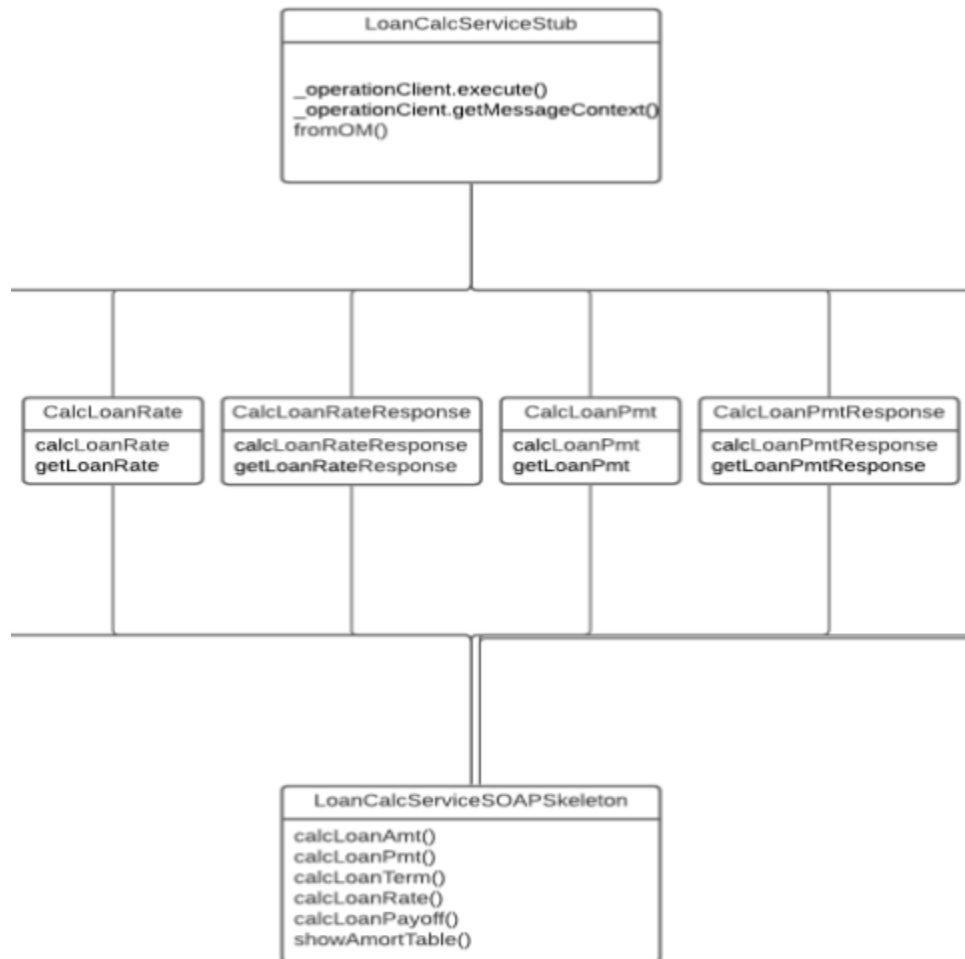 LoanCalcServiceStub
_operationClient.execute()
_operationCient.getMessageContext()
fromOM()
CalcLoanRate
calcLoanRate
getLoanRate
CalcLoanRateResponse
calcLoanRateResponse
getLoanRateResponse
CalcLoanPmt
calcLoanPmt
getLoanPmt
CalcLoanPmtResponse
calcLoanPmtResponse
getLoanPmtResponse
LoanCalcServiceSOAPSkeleton
calcLoanAmt()
calcLoanPmt()
calcLoanTerm()
calcLoanRate()
calcLoanPayoff()
showAmortTable()